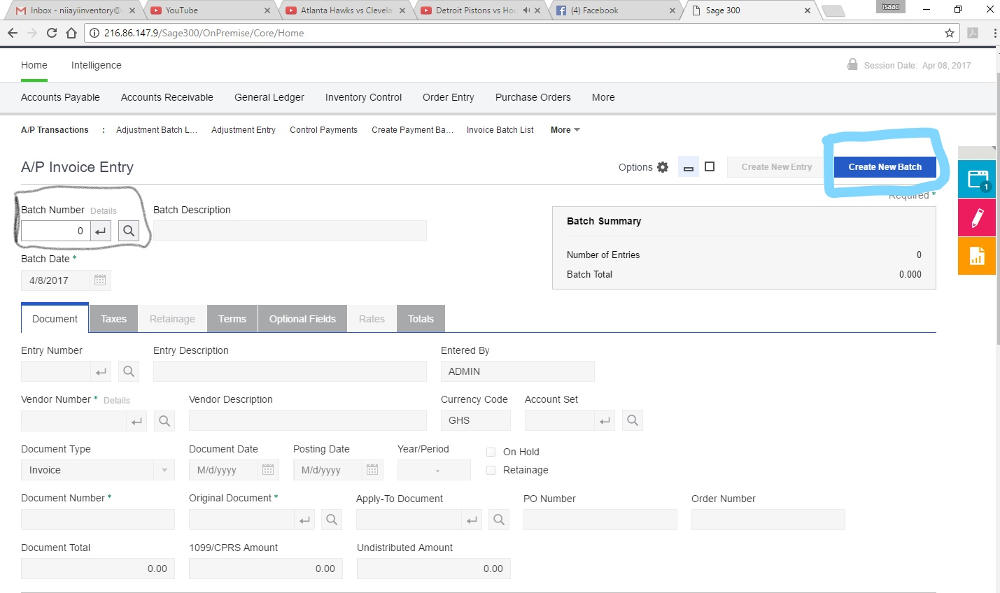 Inbox - niiayiinventory@
YouTube
Atlanta Hawks vs Clevela
Detroit Pistons vs Hou
(4) Facebook
Sage 300
isaac
216.86.147.9/Sage300/OnPremise/Core/Home
Home Intelligence
Session Date: Apr 08, 2017
Accounts Payable Accounts Receivable General Ledger Inventory Control Order Entry Purchase Orders More
A/P Transactions : Adjustment Batch L... Adjustment Entry Control Payments Create Payment Ba... Invoice Batch List More
A/P Invoice Entry
Options Create New Entry Create New Batch
Required *
Batch Number Details Batch Description
0
Batch Date *
4/8/2017
Batch Summary
Number of Entries 0
Batch Total 0.000
1
Document Taxes Retainage Terms Optional Fields Rates Totals
Entry Number Entry Description Entered By
ADMIN
Vendor Number * Details Vendor Description Currency Code Account Set
GHS
Document Type Document Date Posting Date Year/Period On Hold
Invoice M/d/yyyy M/d/yyyy - Retainage
Document Number * Original Document * Apply-To Document PO Number Order Number
Document Total 1099/CPRS Amount Undistributed Amount
0.00 0.00 0.00